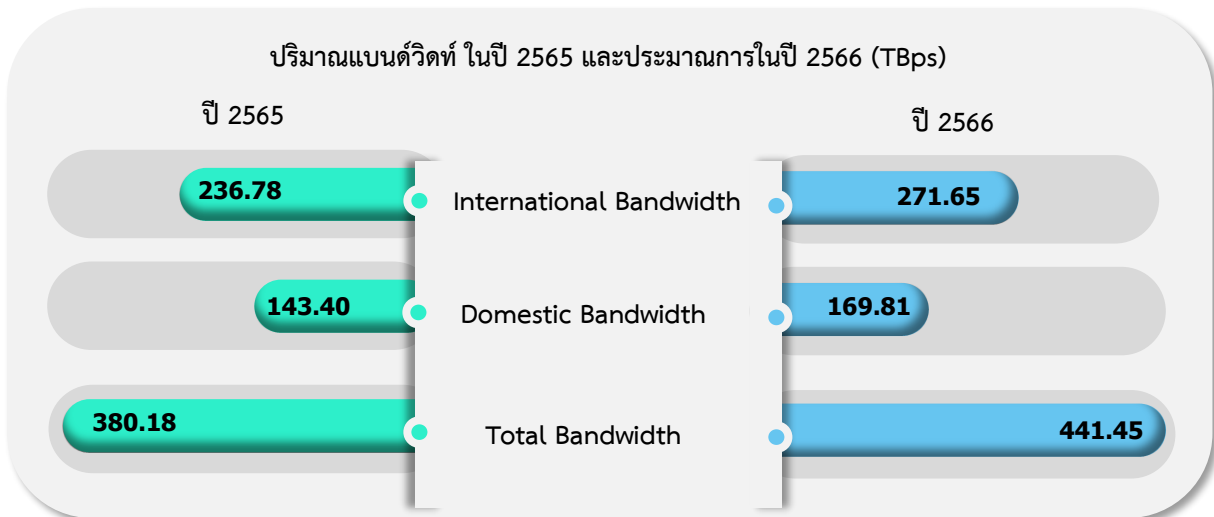 ปริมาณแบนด์วิดท์ ในปี 2565 และประมาณการในปี 2566 (TBps)
ปี 2565
ปี 2566
236.78
International Bandwidth
271.65
143.40
Domestic Bandwidth
169.81
380.18
Total Bandwidth
441.45